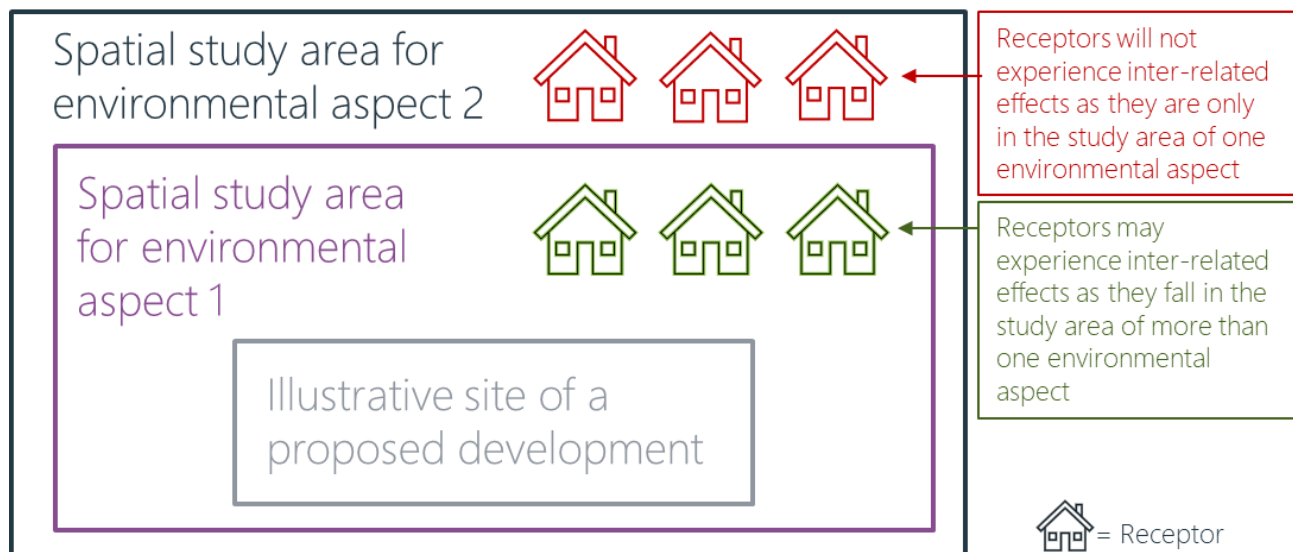 Spatial study area for
environmental aspect 2
Receptors will not
experience inter-related
effects as they are only
in the study area of one
environmental aspect
Spatial study area
for environmental
aspect 1
Receptors may
experience inter-related
effects as they fall in the
study area of more than
one environmental
aspect
Illustrative site of a
proposed development
= Receptor